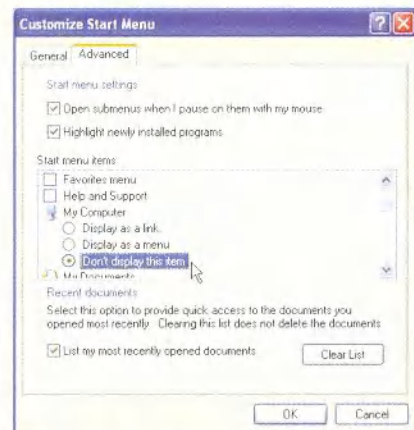 Customize Start Menu
General Advanced
Start menu settings
Open submenus when I pause on them with my mouse
Highlight newly installed programs
Start menu items
Favorites menu
Help and Support
My Computer
Display as a link
Display as a menu
Don't display this item
My Documents
Recent documents
Select this option to provide quick access to the documents you
opened most recently. Clearing this list does not delete the documents
List my most recently opened documents Clear List
OK Cancel